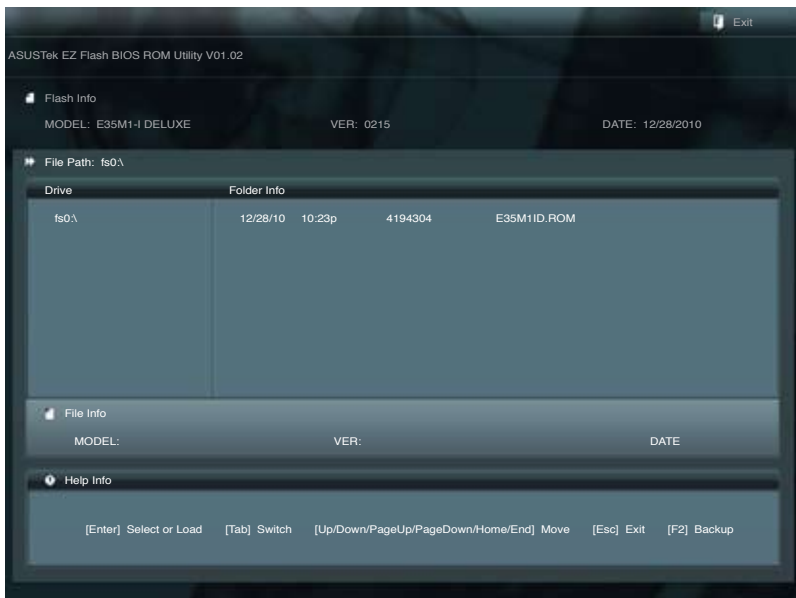 Exit
ASUSTek EZ Flash BIOS ROM Utility V01.02
Flash Info
MODEL: E35M1-I DELUXE VER: 0215 DATE: 12/28/2010
File Path: fs0:\
Drive Folder Info
fs0:\ 12/28/10 10:23p 4194304 E35M1ID.ROM
File Info
MODEL: VER: DATE
Help Info
[Enter] Select or Load [Tab] Switch [Up/Down/PageUp/PageDown/Home/End] Move [Esc] Exit [F2] Backup